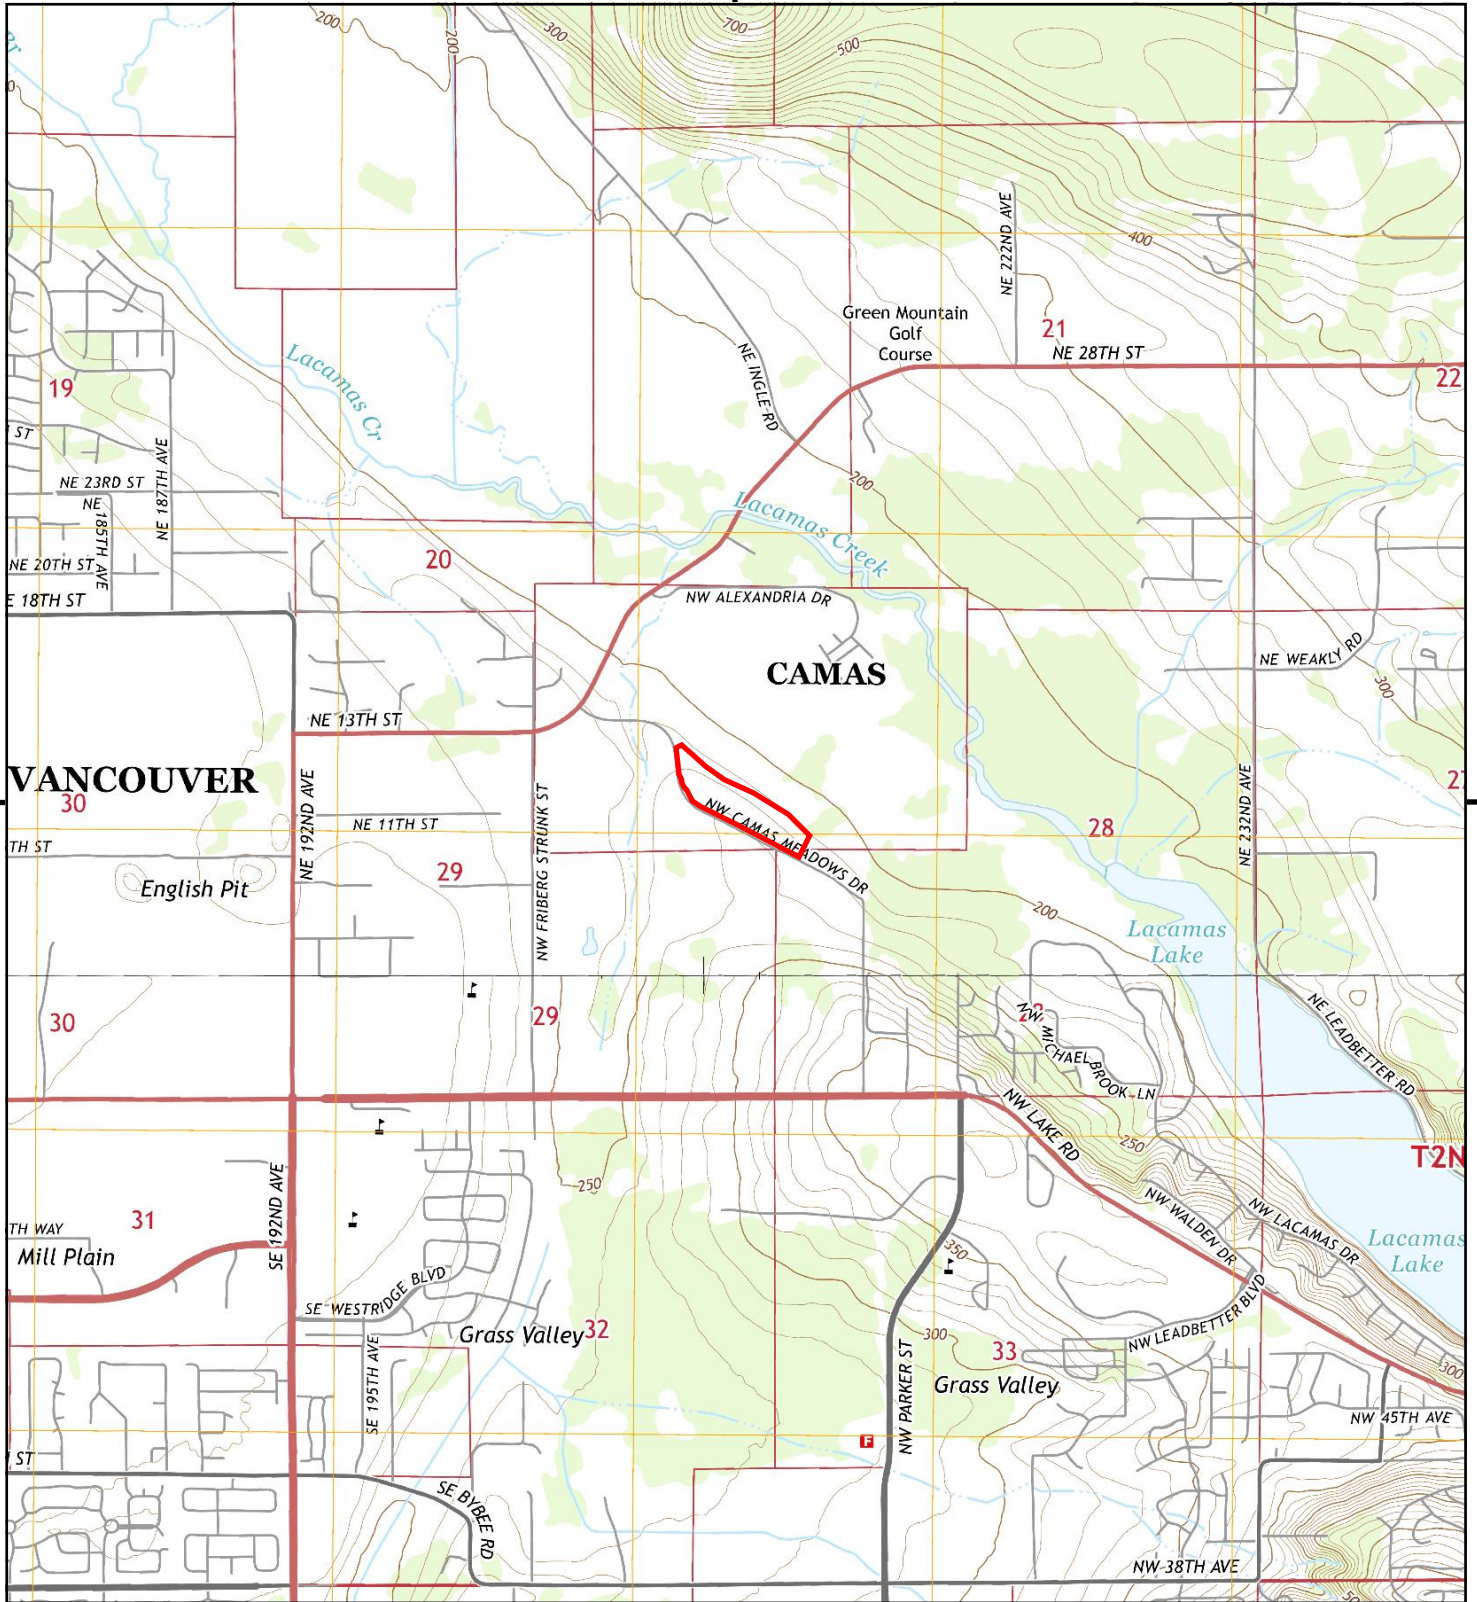 200
200
300
700
500
NE 222ND AVE
400
Green Mountain
Golf
Course
21
NE 28TH ST
22
NE INGLE RD
Lacamas Cr
19
ST
NE 187TH AVE
NE 23RD ST
NE 185TH AVE
200
Lacamas Creek
20
NE 20TH ST
E 18TH ST
NW ALEXANDRIA DR
NE WEAKLY RD
CAMAS
300
NE 13TH ST
VANCOUVER
30
NE 192ND AVE
NW FRIBERG STRUNK ST
NW CAMAS MEADOWS DR
NE 232ND AVE
27
NE 11TH ST
28
TH ST
29
English Pit
200
Lacamas
Lake
30
29
28
NW MICHAELBROOK LN
NE LEADBETTER RD
NW LAKE RD
250
T2N
SE 192ND AVE
250
31
TH WAY
Mill Plain
NW WALDEN DR
NW LACAMAS DR
Lacamas
Lake
350
SE WESTRIDGE BLVD
NW LEADBETTER BLVD
Grass Valley
32
300
33
Grass Valley
SE 195TH AVE
NW PARKER ST
300
NW 45TH AVE
F
ST
SE BYBEE RD
NW 38TH AVE